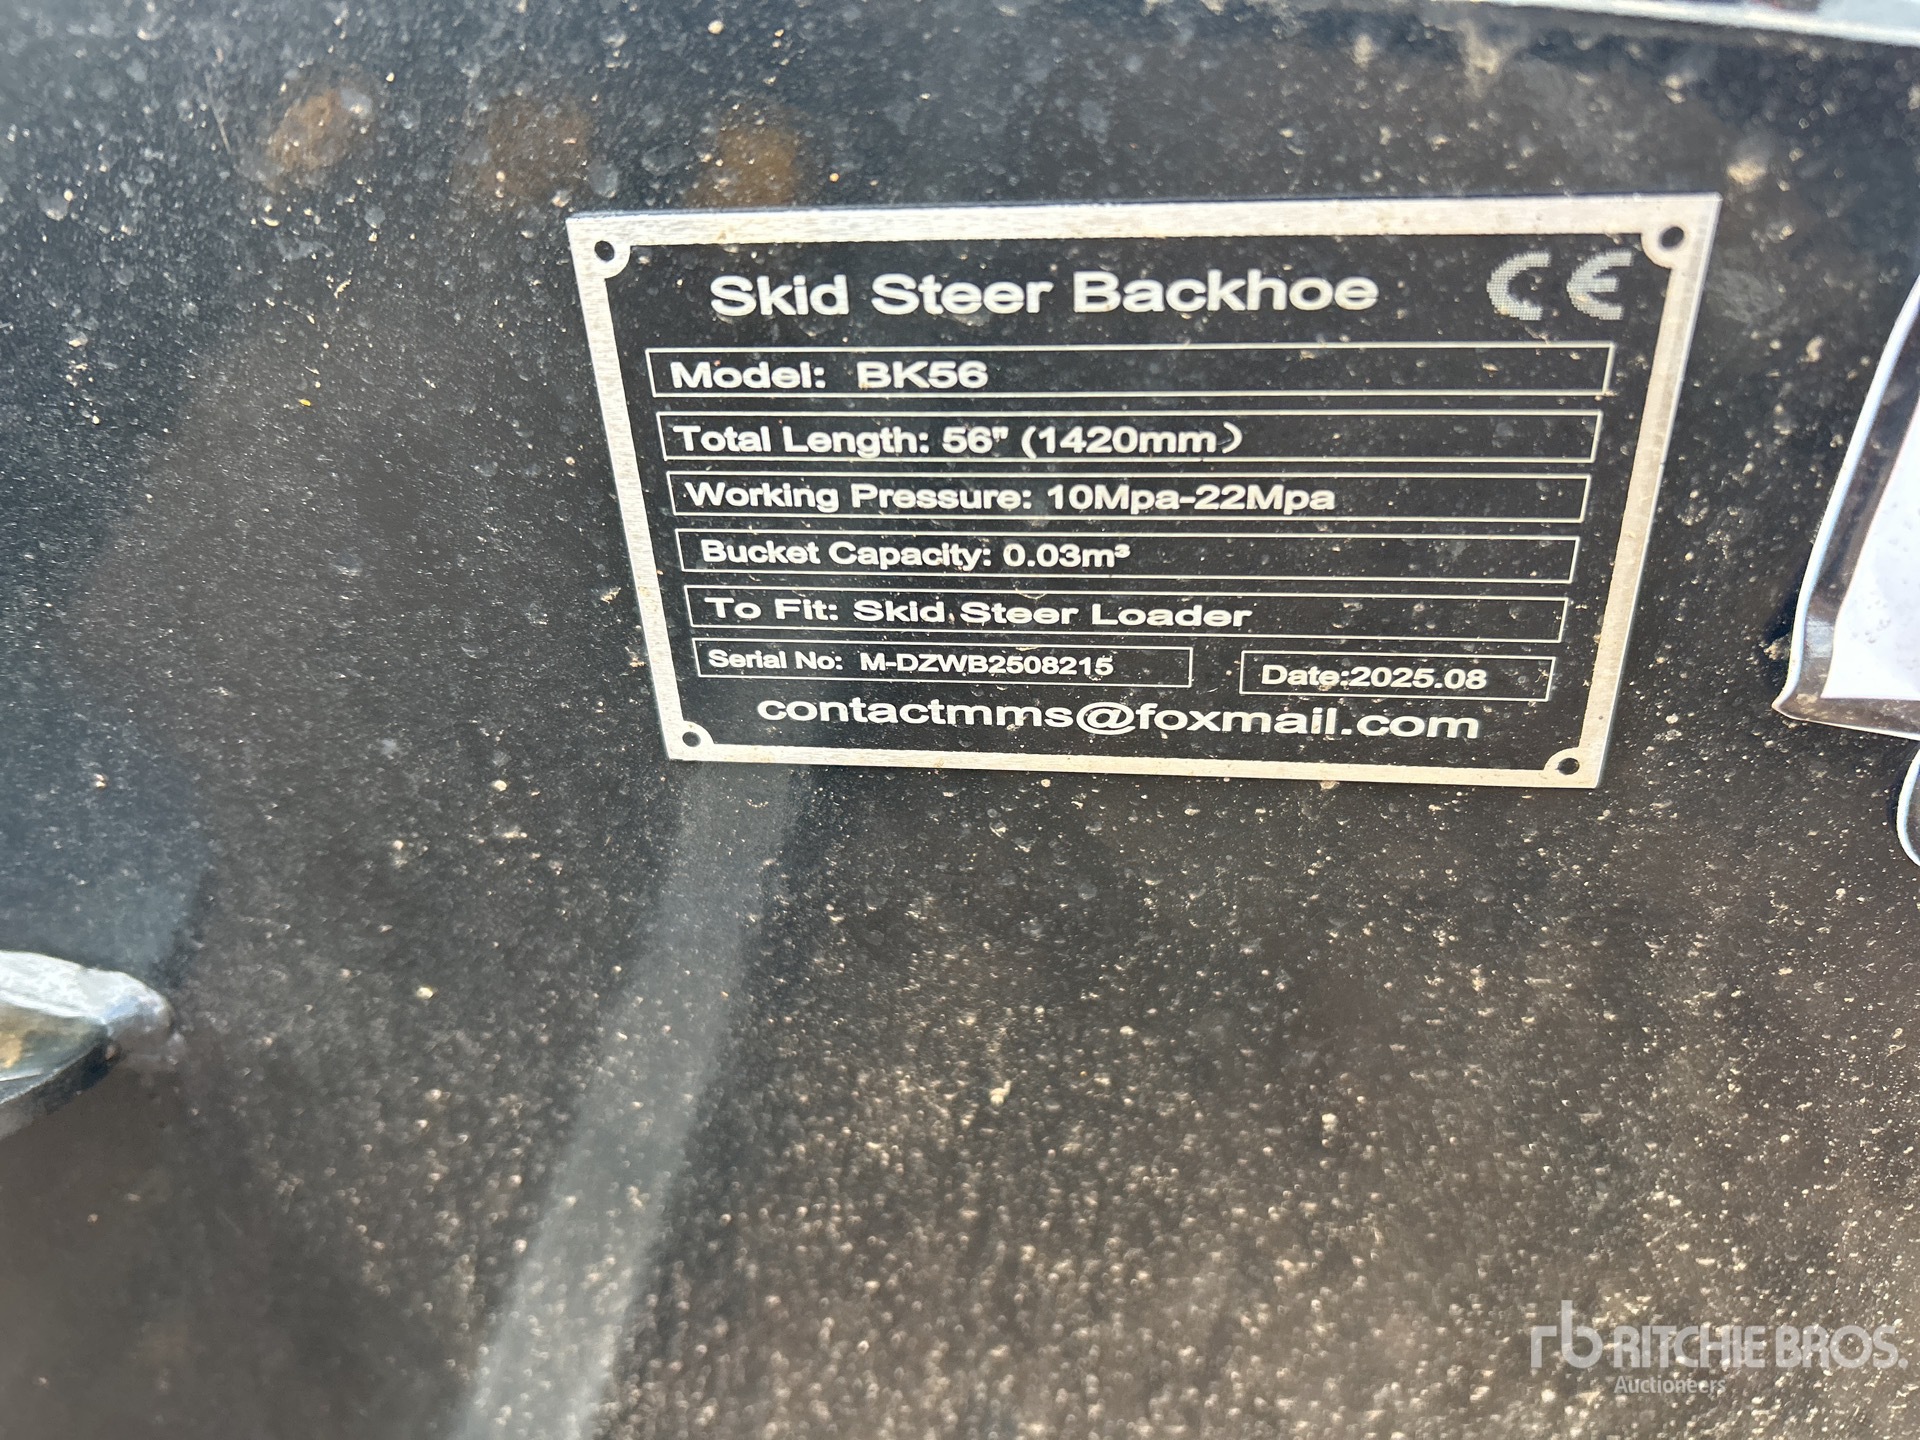 Skid Steer Backhoe CE
Model: BK56
Total Length: 56" (1420mm）
Working Pressure: 10Mpa-22Mpa
Bucket Capacity: 0.03m³
To Fit: Skid Steer Loader
Serial No: M-DZWB2508215 Date:2025.08
contactmms@foxmail.com
rb RITCHIE BROS.
Auctioneers